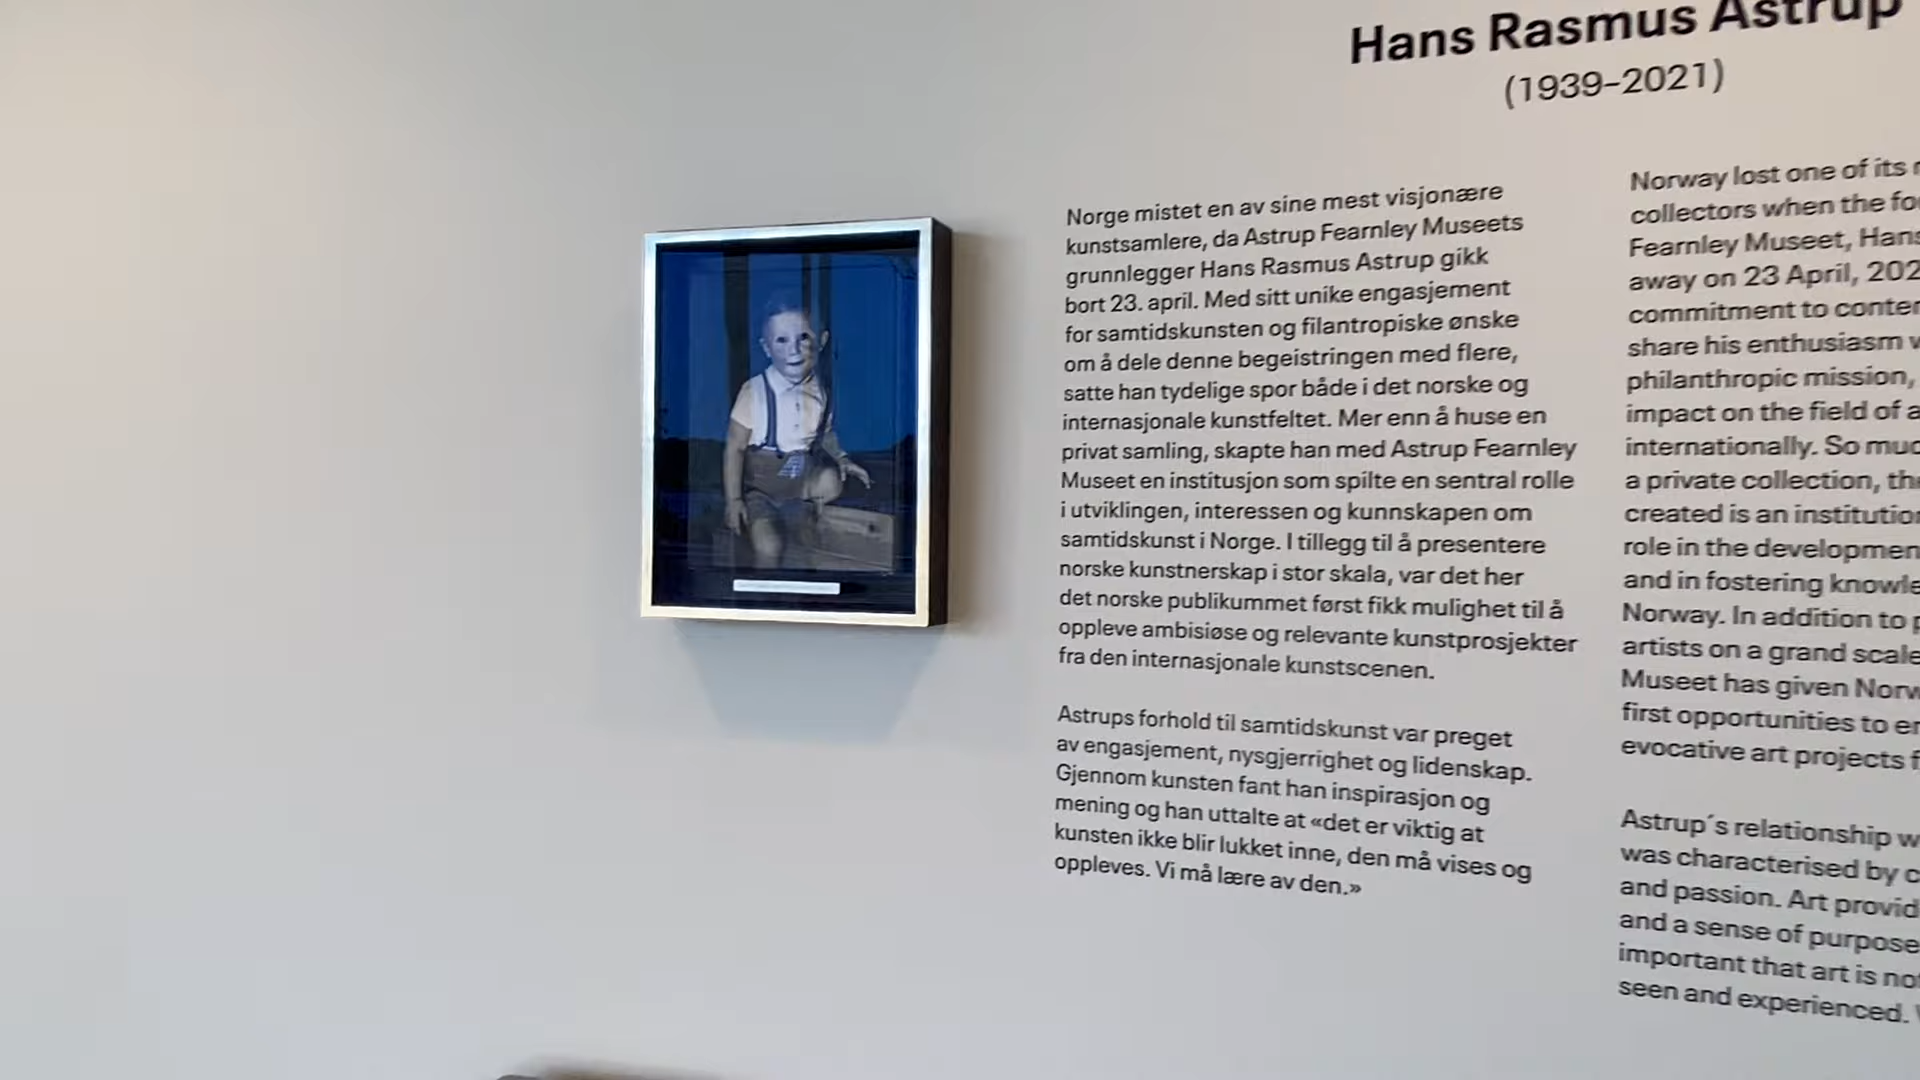 Hans Rasmus Astrup
(1939–2021)
Norge mistet en av sine mest visjonære
kunstsamlere, da Astrup Fearnley Museets
grunnlegger Hans Rasmus Astrup gikk
bort 23. april. Med sitt unike engasjement
for samtidskunsten og filantropiske ønske
om å dele denne begeistringen med flere,
satte han tydelige spor både i det norske og
internasjonale kunstfeltet. Mer enn å huse en
privat samling, skapte han med Astrup Fearnley
Museet en institusjon som spilte en sentral rolle
i utviklingen, interessen og kunnskapen om
samtidskunst i Norge. I tillegg til å presentere
norske kunstnerskap i stor skala, var det her
det norske publikummet først fikk mulighet til å
oppleve ambisiøse og relevante kunstprosjekter
fra den internasjonale kunstscenen.
Astrups forhold til samtidskunst var preget
av engasjement, nysgjerrighet og lidenskap.
Gjennom kunsten fant han inspirasjon og
mening og han uttalte at «det er viktig at
kunsten ikke blir lukket inne, den må vises og
oppleves. Vi må lære av den.»
Norway lost one of its
collectors when the
Fearnley Museet, Hans
away on 23 April,
commitment to
share his enthusiasm
philanthropic mission,
impact on the field of
internationally. So
a private collection,
created is an
role in the
and in fostering
Norway. In addition to
artists on a grand scale
Museet has given
first opportunities to
evocative art projects
Astrup´s relationship
was characterised by
and passion. Art
and a sense of purpose
important that art is
seen and experienced.